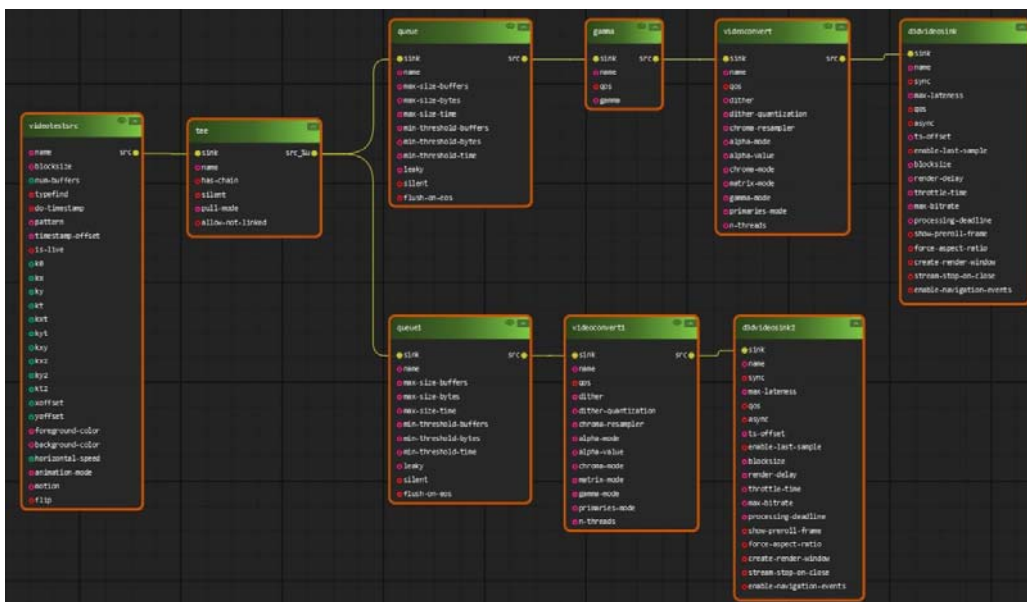 videotestsrc
name
src
blocksize
num-buffers
typefind
do-timestamp
pattern
timestamp-offset
is-live
k0
kx
ky
kt
kxt
kyt
kxy
kx2
ky2
kt2
xoffset
yoffset
foreground-color
background-color
horizontal-speed
animation-mode
motion
flip
tee
sink
src_%u
name
has-chain
silent
pull-mode
allow-not-linked
queue
sink
src
name
max-size-buffers
max-size-bytes
max-size-time
min-threshold-buffers
min-threshold-bytes
min-threshold-time
leaky
silent
flush-on-eos
gamma
sink
src
name
qos
gamma
videoconvert
sink
src
name
qos
dither
dither-quantization
chroma-resampler
alpha-mode
alpha-value
chroma-mode
matrix-mode
gamma-mode
primaries-mode
n-threads
d3dvideosink
sink
name
sync
max-lateness
qos
async
ts-offset
enable-last-sample
blocksize
render-delay
throttle-time
max-bitrate
processing-deadline
show-preroll-frame
force-aspect-ratio
create-render-window
stream-stop-on-close
enable-navigation-events
queue1
sink
src
name
max-size-buffers
max-size-bytes
max-size-time
min-threshold-buffers
min-threshold-bytes
min-threshold-time
leaky
silent
flush-on-eos
videoconvert1
sink
src
name
qos
dither
dither-quantization
chroma-resampler
alpha-mode
alpha-value
chroma-mode
matrix-mode
gamma-mode
primaries-mode
n-threads
d3dvideosink1
sink
name
sync
max-lateness
qos
async
ts-offset
enable-last-sample
blocksize
render-delay
throttle-time
max-bitrate
processing-deadline
show-preroll-frame
force-aspect-ratio
create-render-window
stream-stop-on-close
enable-navigation-events